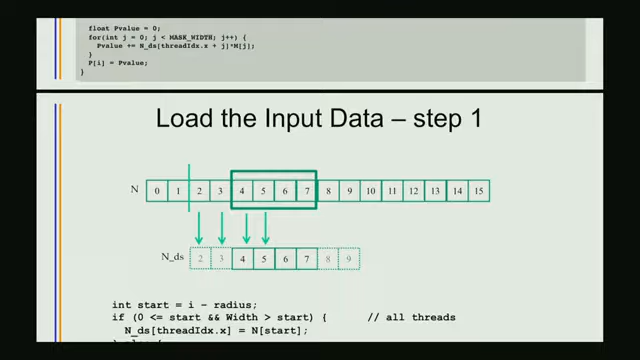 float Pvalue = 0;
for(int j = 0; j < MASK_WIDTH; j++) {
Pvalue += N_ds[threadIdx.x + j]*M[j];
}
P[i] = Pvalue;
}
Load the Input Data – step 1
N 0 1 2 3 4 5 6 7 8 9 10 11 12 13 14 15
N_ds 2 3 4 5 6 7 8 9
int start = i – radius;
if (0 <= start && Width > start) { // all threads
N_ds[threadIdx.x] = N[start];